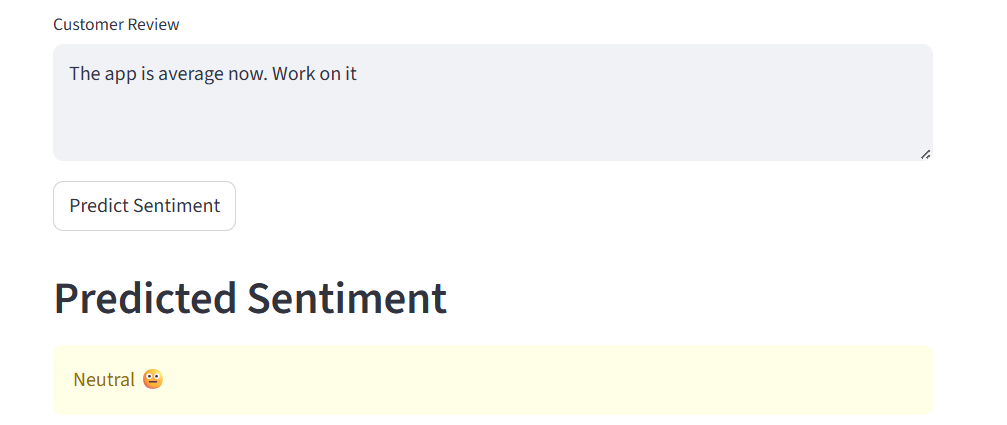 Customer Review
The app is average now. Work on it
Predict Sentiment
Predicted Sentiment
Neutral 😐